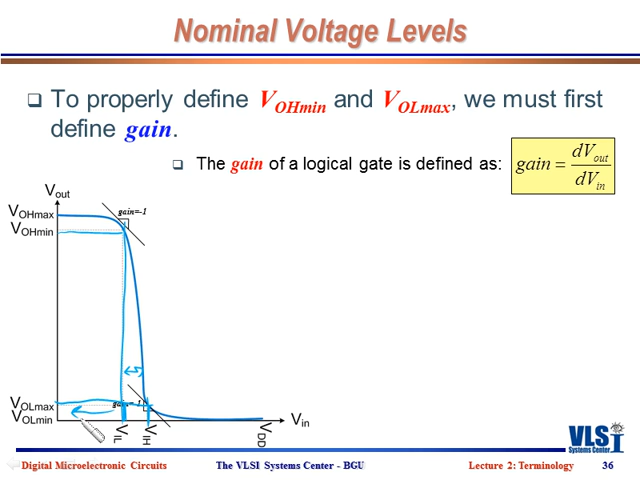 Nominal Voltage Levels
To properly define VOHmin and VOLmax, we must first
define gain.
The gain of a logical gate is defined as: gain = dVout / dVin
Vout
VOHmax
gain=-1
VOHmin
VOLmax
gain=-1
VOLmin
Vin
VIL
VIH
VDD
VLSI
Systems Center
Digital Microelectronic Circuits
The VLSI Systems Center - BGU
Lecture 2: Terminology
36